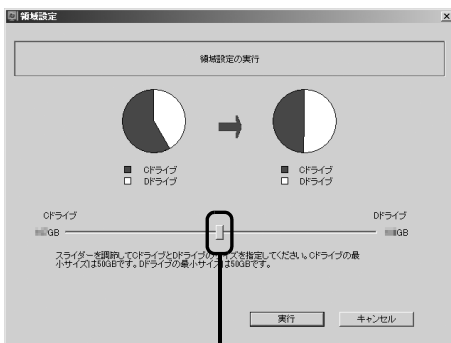 領域設定
領域設定の実行
Cドライブ
Dドライブ
Cドライブ
Dドライブ
Cドライブ
Dドライブ
GB
GB
スライダーを調節してCドライブとDドライブのサイズを指定してください。Cドライブの最
小サイズは50GBです。Dドライブの最小サイズは50GBです。
実行
キャンセル